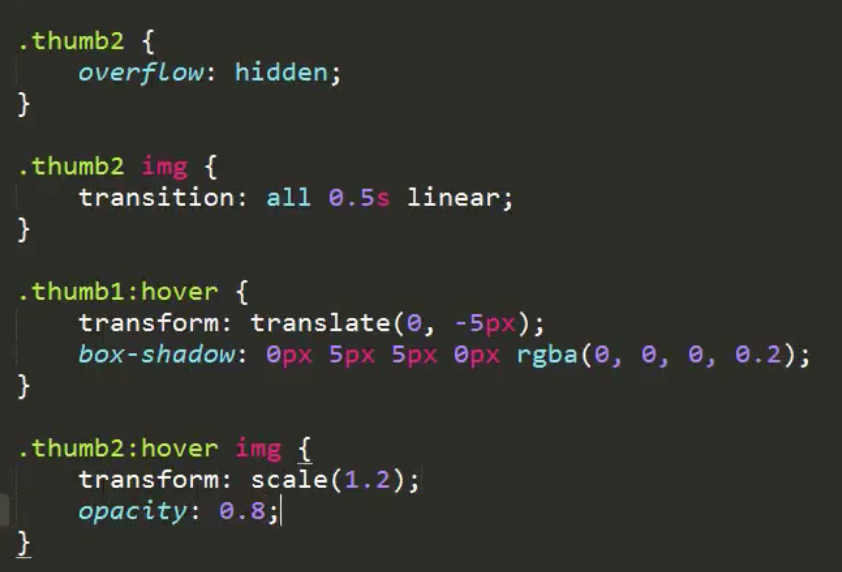 .thumb2 {
    overflow: hidden;
}
.thumb2 img {
    transition: all 0.5s linear;
}
.thumb1:hover {
    transform: translate(0, -5px);
    box-shadow: 0px 5px 5px 0px rgba(0, 0, 0, 0.2);
}
.thumb2:hover img {
    transform: scale(1.2);
    opacity: 0.8;
}